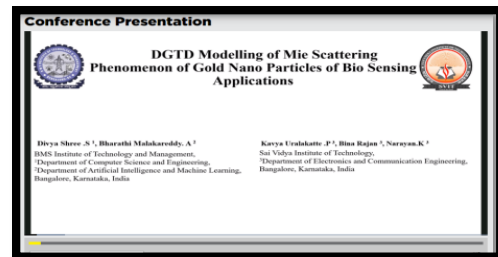 Conference Presentation
DGTD Modelling of Mie Scattering
Phenomenon of Gold Nano Particles of Bio Sensing
Applications
Divya Shree .S ¹, Bharathi Malakareddy. A ²
BMS Institute of Technology and Management,
¹Department of Computer Science and Engineering,
²Department of Artificial Intelligence and Machine Learning,
Bangalore, Karnataka, India
Kavya Uralakatte .P ³, Bina Rajan ³, Narayan.K ³
Sai Vidya Institute of Technology,
³Department of Electronics and Communication Engineering,
Bangalore, Karnataka, India
SVIT